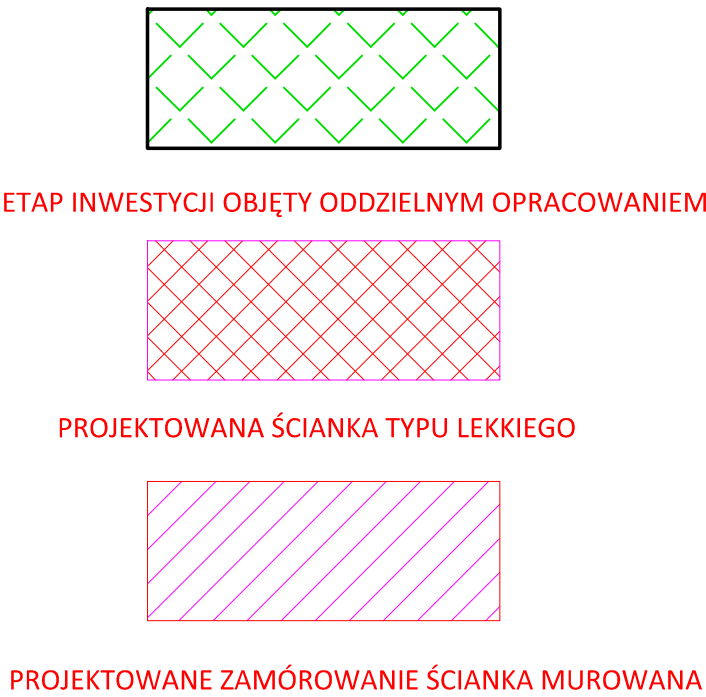 ETAP INWESTYCJI OBJĘTY ODDZIELNYM OPRACOWANIEM
PROJEKTOWANA ŚCIANKA TYPU LEKKIEGO
PROJEKTOWANE ZAMÓROWANIE ŚCIANKA MUROWANA